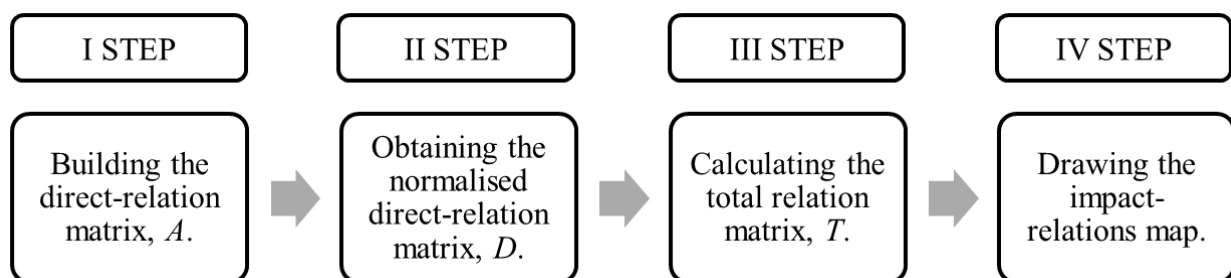 I STEP
II STEP
III STEP
IV STEP
Building the
direct-relation
matrix, A.
Obtaining the
normalised
direct-relation
matrix, D.
Calculating the
total relation
matrix, T.
Drawing the
impact-
relations map.